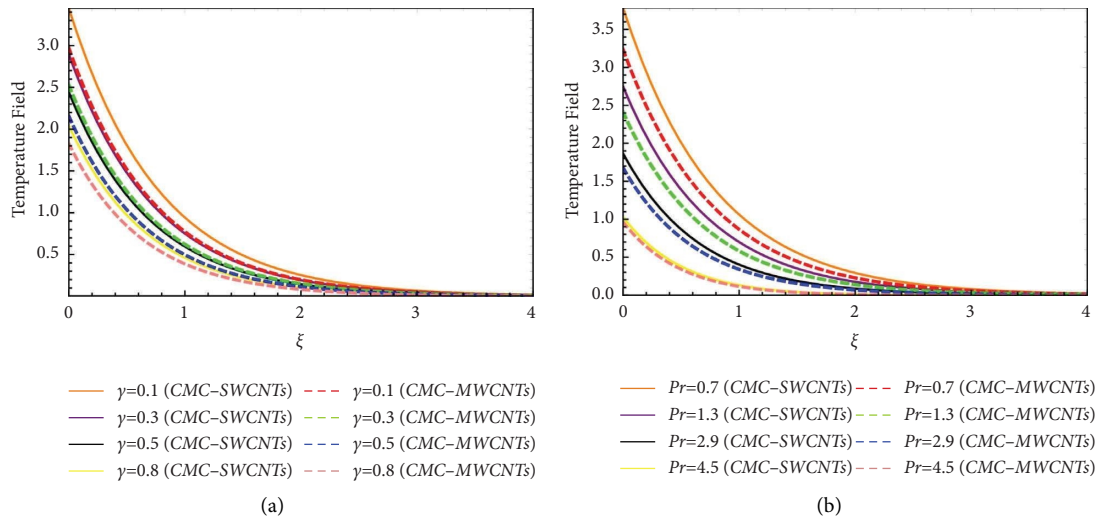 Temperature Field
3.0
2.5
2.0
1.5
1.0
0.5
0 1 2 3 4
ξ
γ=0.1 (CMC–SWCNTs) γ=0.1 (CMC–MWCNTs)
γ=0.3 (CMC–SWCNTs) γ=0.3 (CMC–MWCNTs)
γ=0.5 (CMC–SWCNTs) γ=0.5 (CMC–MWCNTs)
γ=0.8 (CMC–SWCNTs) γ=0.8 (CMC–MWCNTs)
(a)
Temperature Field
3.5
3.0
2.5
2.0
1.5
1.0
0.5
0.0
0 1 2 3 4
ξ
Pr=0.7 (CMC–SWCNTs) Pr=0.7 (CMC–MWCNTs)
Pr=1.3 (CMC–SWCNTs) Pr=1.3 (CMC–MWCNTs)
Pr=2.9 (CMC–SWCNTs) Pr=2.9 (CMC–MWCNTs)
Pr=4.5 (CMC–SWCNTs) Pr=4.5 (CMC–MWCNTs)
(b)